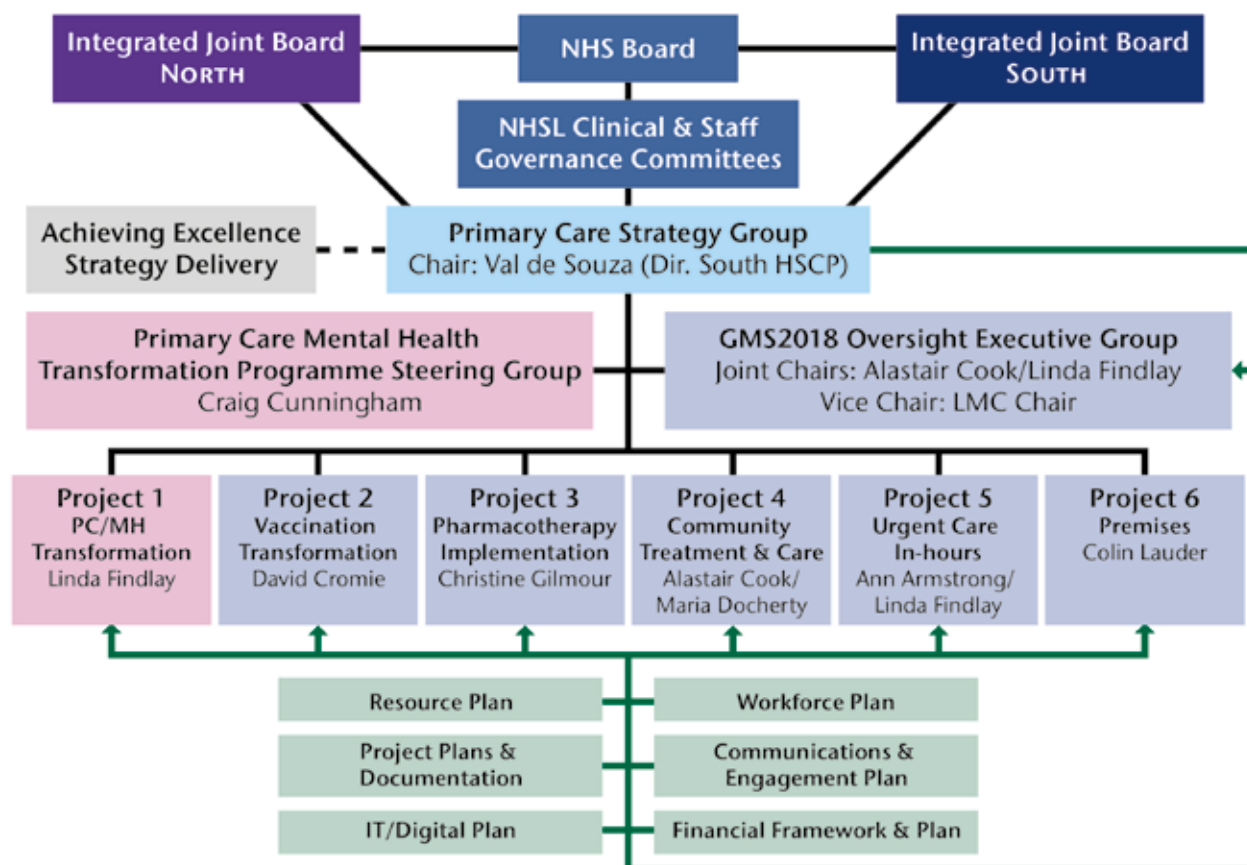 Integrated Joint Board
NORTH
NHS Board
Integrated Joint Board
SOUTH
NHSL Clinical & Staff
Governance Committees
Achieving Excellence
Strategy Delivery
Primary Care Strategy Group
Chair: Val de Souza (Dir. South HSCP)
Primary Care Mental Health
Transformation Programme Steering Group
Craig Cunningham
GMS2018 Oversight Executive Group
Joint Chairs: Alastair Cook/Linda Findlay
Vice Chair: LMC Chair
Project 1
PC/MH
Transformation
Linda Findlay
Project 2
Vaccination
Transformation
David Cromie
Project 3
Pharmacotherapy
Implementation
Christine Gilmour
Project 4
Community
Treatment & Care
Alastair Cook/
Maria Docherty
Project 5
Urgent Care
In-hours
Ann Armstrong/
Linda Findlay
Project 6
Premises
Colin Lauder
Resource Plan
Workforce Plan
Project Plans &
Documentation
Communications &
Engagement Plan
IT/Digital Plan
Financial Framework & Plan